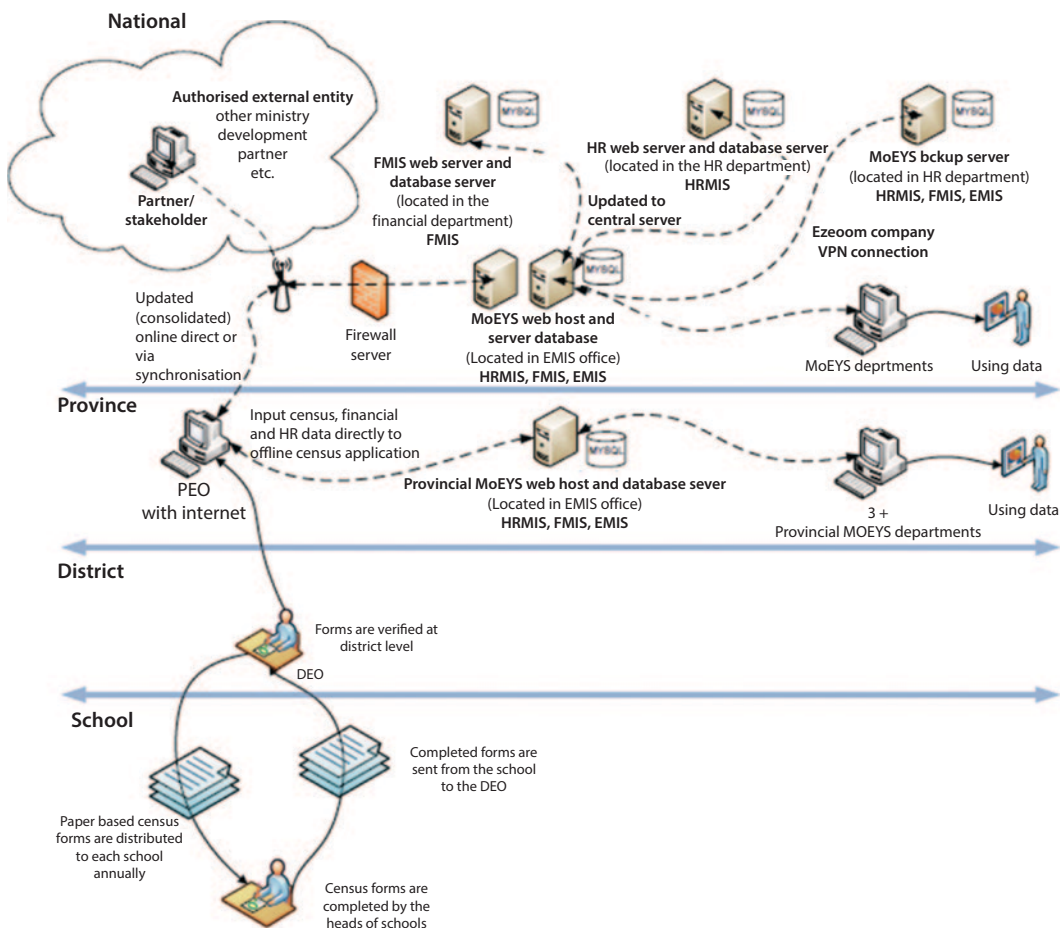 National
Authorised external entity
other ministry
development
partner
etc.
Partner/
stakeholder
MYSQL
FMIS web server and
database server
(located in the
financial department)
FMIS
MYSQL
HR web server and database server
(located in the HR department)
HRMIS
MYSQL
MoEYS bckup server
(located in HR department)
HRMIS, FMIS, EMIS
Updated to
central server
Ezeoom company
VPN connection
Updated
(consolidated)
online direct or
via
synchronisation
Firewall
server
MYSQL
MoEYS web host and
server database
(Located in EMIS office)
HRMIS, FMIS, EMIS
MoEYS deprtments
Using data
Province
Input census, financial
and HR data directly to
offline census application
PEO
with internet
MYSQL
Provincial MoEYS web host and database sever
(Located in EMIS office)
HRMIS, FMIS, EMIS
3 +
Provincial MOEYS departments
Using data
District
Forms are verified at
district level
DEO
School
Completed forms are
sent from the school
to the DEO
Paper based census
forms are distributed
to each school
annually
Census forms are
completed by the
heads of schools